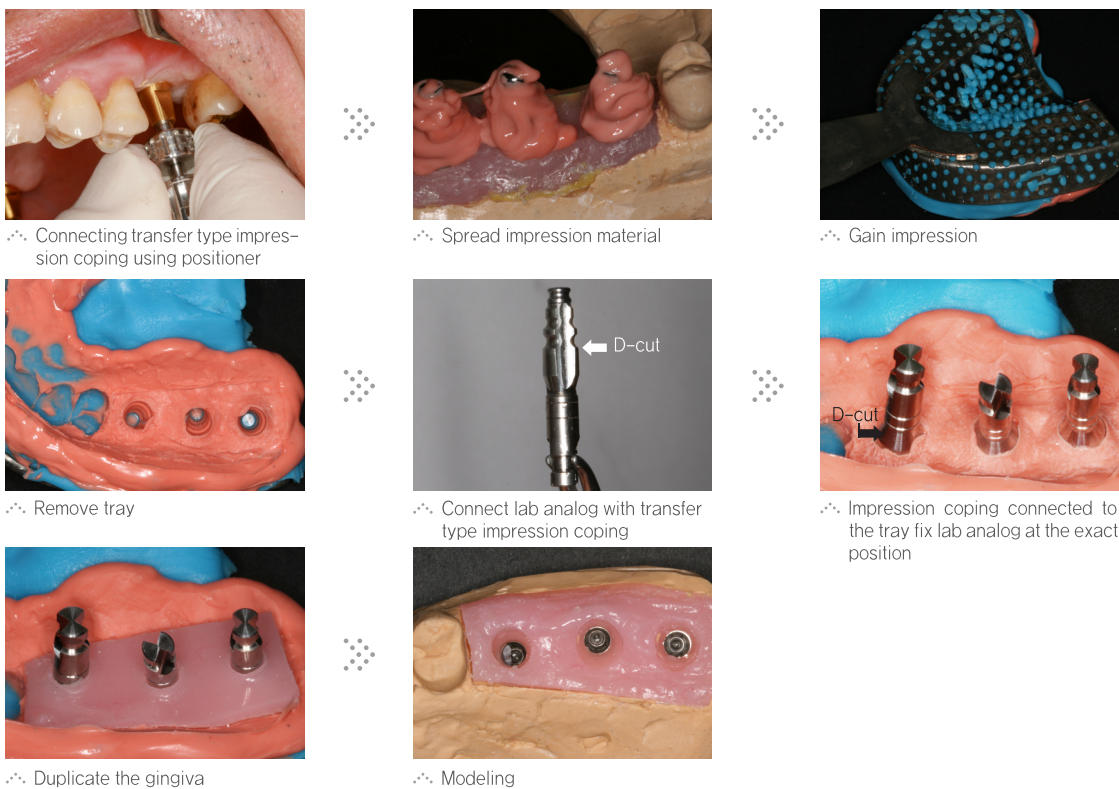 Connecting transfer type impres-
sion coping using positioner
Spread impression material
Gain impression
D-cut
D-cut
Remove tray
Connect lab analog with transfer
type impression coping
Impression coping connected to
the tray fix lab analog at the exact
position
Duplicate the gingiva
Modeling